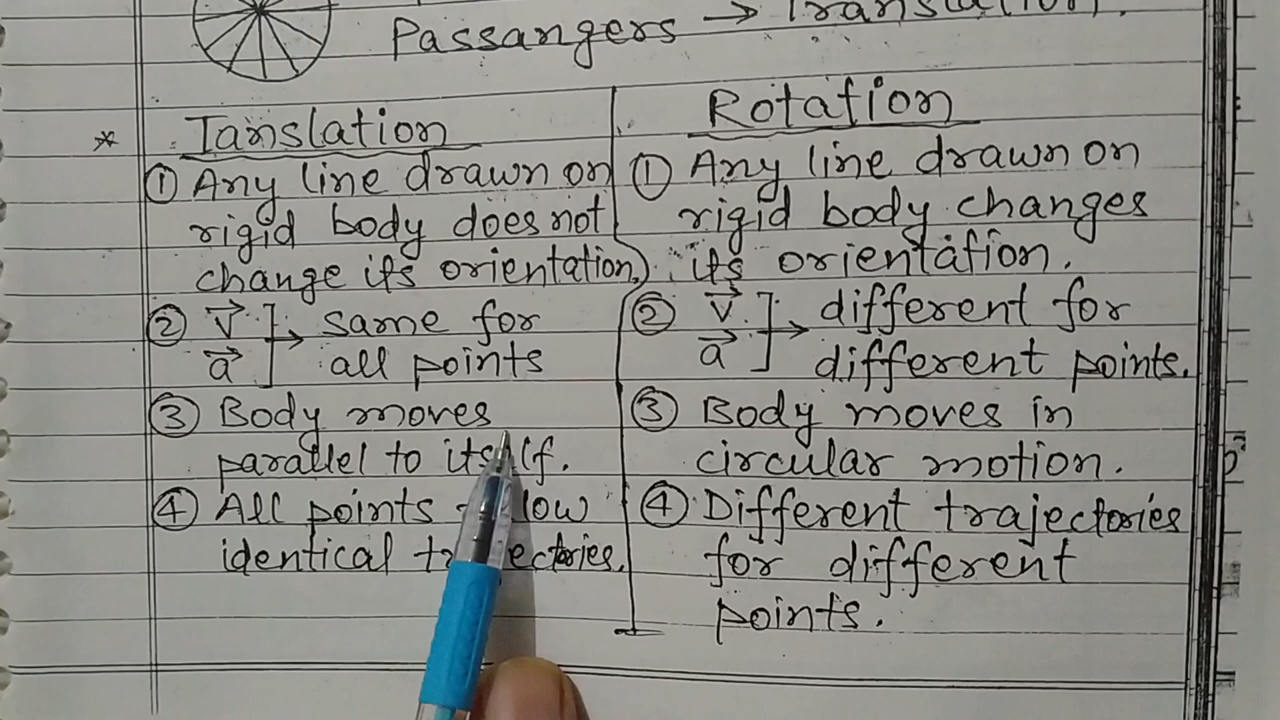 Passangers → Translation.
* Tanslation
① Any line drawn on
rigid body does not
change its orientation.
② v⃗ ] → same for
a⃗ ] all points
③ Body moves
parallel to itself.
④ All points low
identical ectories.
Rotation
① Any line drawn on
rigid body changes
its orientation.
② v⃗ ] → different for
a⃗ ] different points.
③ Body moves in
circular motion.
④ Different trajectories
for different
points.